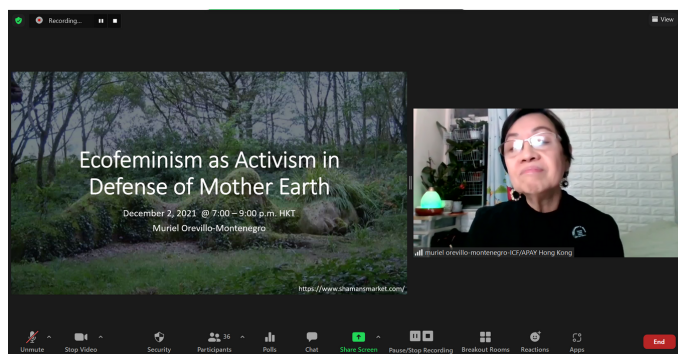 Recording...
View
Ecofeminism as Activism in
Defense of Mother Earth
December 2, 2021 @ 7:00 – 9:00 p.m. HKT
Muriel Orevillo-Montenegro
https://www.shamansmarket.com/
muriel orevillo-montenegro-ICF/APAY Hong Kong
36
Unmute
Stop Video
Security
Participants
Polls
Chat
Share Screen
Pause/Stop Recording
Breakout Rooms
Reactions
Apps
End